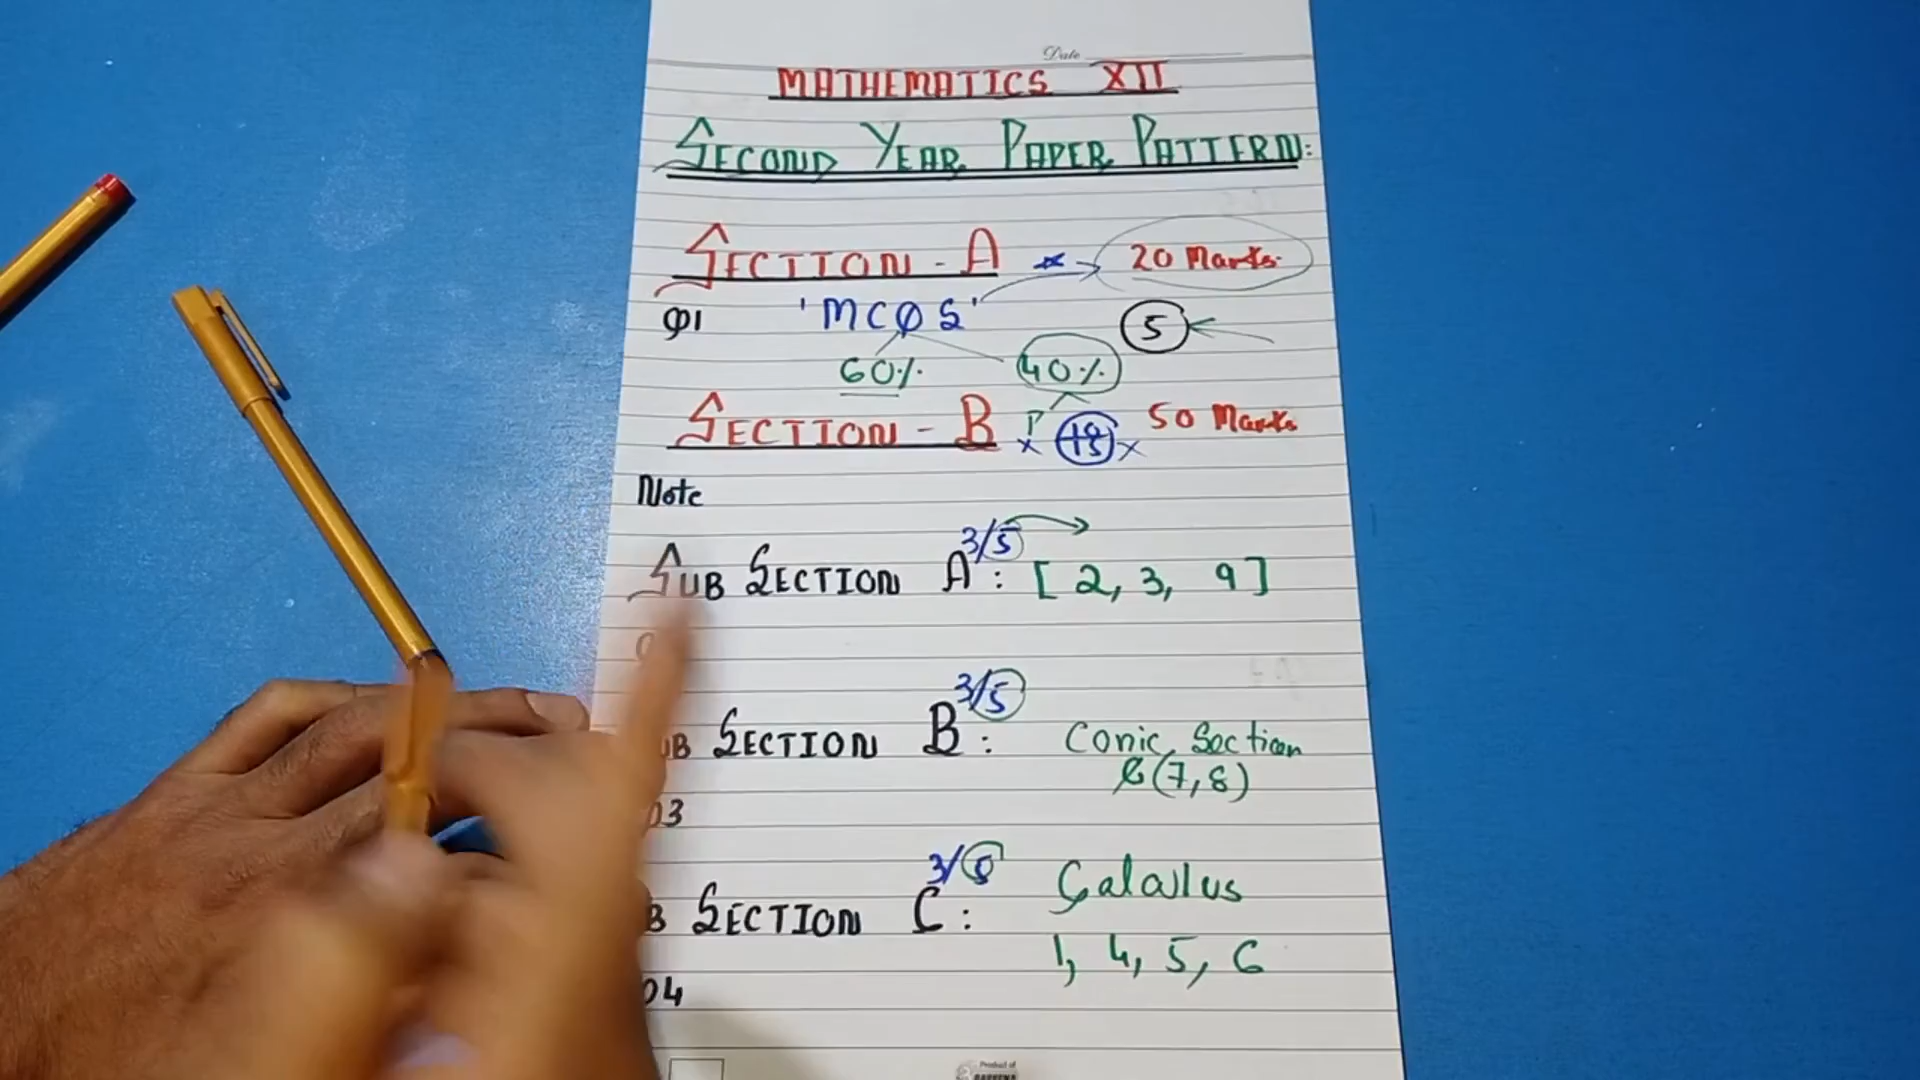 Date
MATHEMATICS XII
SECOND YEAR PAPER PATTERN:
SECTION - A 20 Marks
Q1 'MCQS' 5
60% 40%
SECTION - B 50 Marks
Note
3/5
SUB SECTION A: [ 2, 3, 9]
3/5
SECTION B: Conic Section
(7,8)
03
3/5
SECTION C: Calculus
1, 4, 5, 6
04
Product of